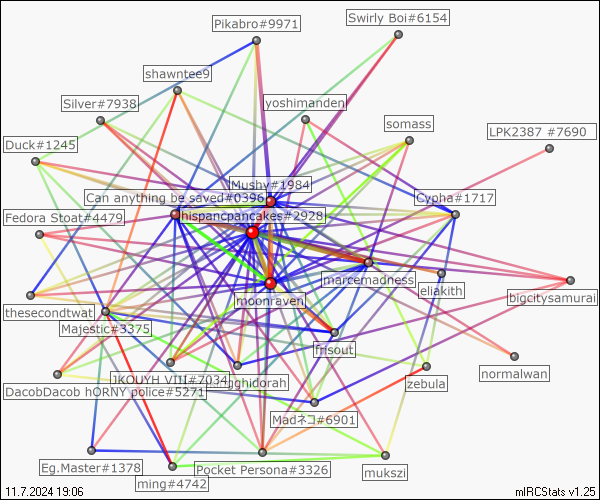 Swirly Boi#6154
Pikabro#9971
shawntee9
Silver#7938
yoshimanden
somass
LPK2387 #7690
Duck#1245
Mushy#1984
Can anything be saved#0396
Cypha#1717
hispancpancakes#2928
Fedora Stoat#4479
marcemadness
eliakith
moonraven
bigcitysamurai
thesecondtwat
Majestic#3375
frisout
normalwan
JKOUYH VIII#7034
gghidorah
zebula
DacobDacob hORNY police#5271
Madネコ#6901
Eg.Master#1378
Pocket Persona#3326
mukszi
ming#4742
11.7.2024 19:06
mIRCStats v1.25